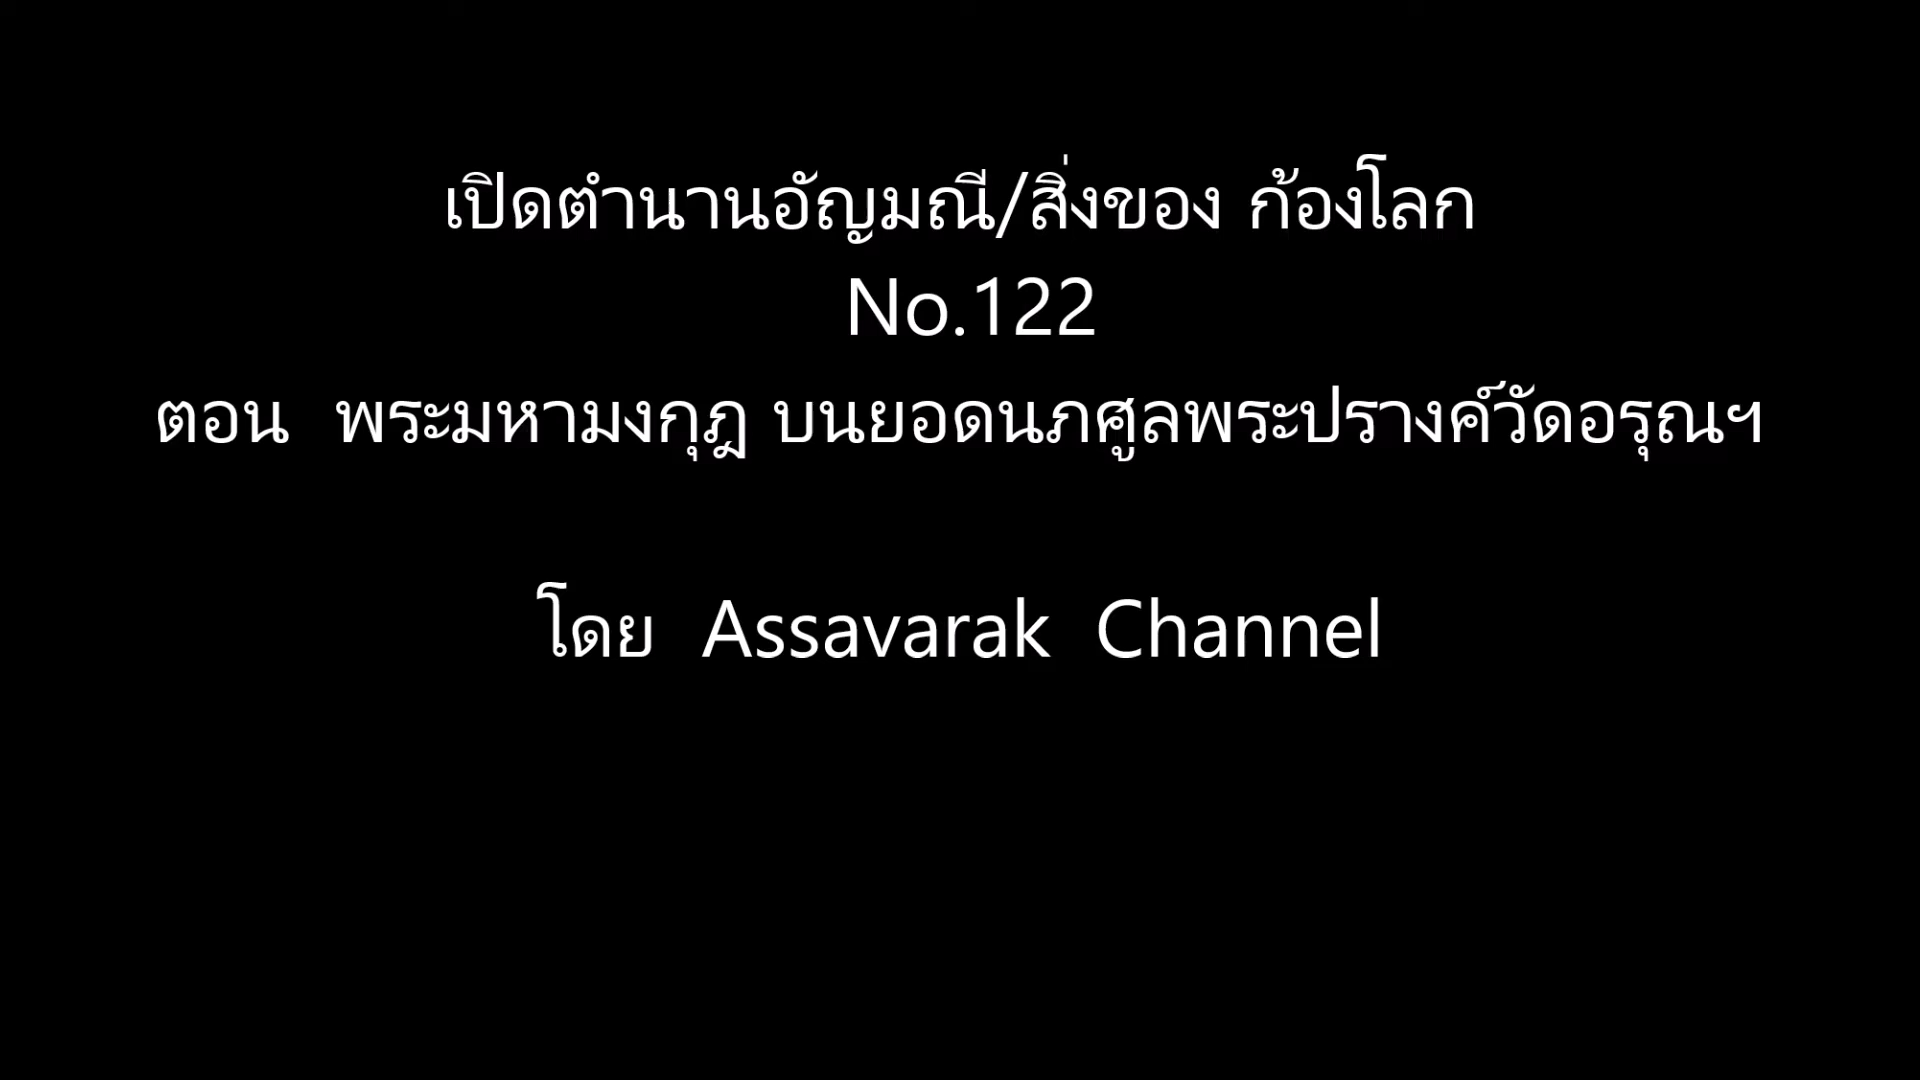 เปิดตำนานอัญมณี/สิ่งของ ก้องโลก
No.122
ตอน พระมหามงกุฎ บนยอดนภศูลพระปรางค์วัดอรุณฯ
โดย Assavarak Channel